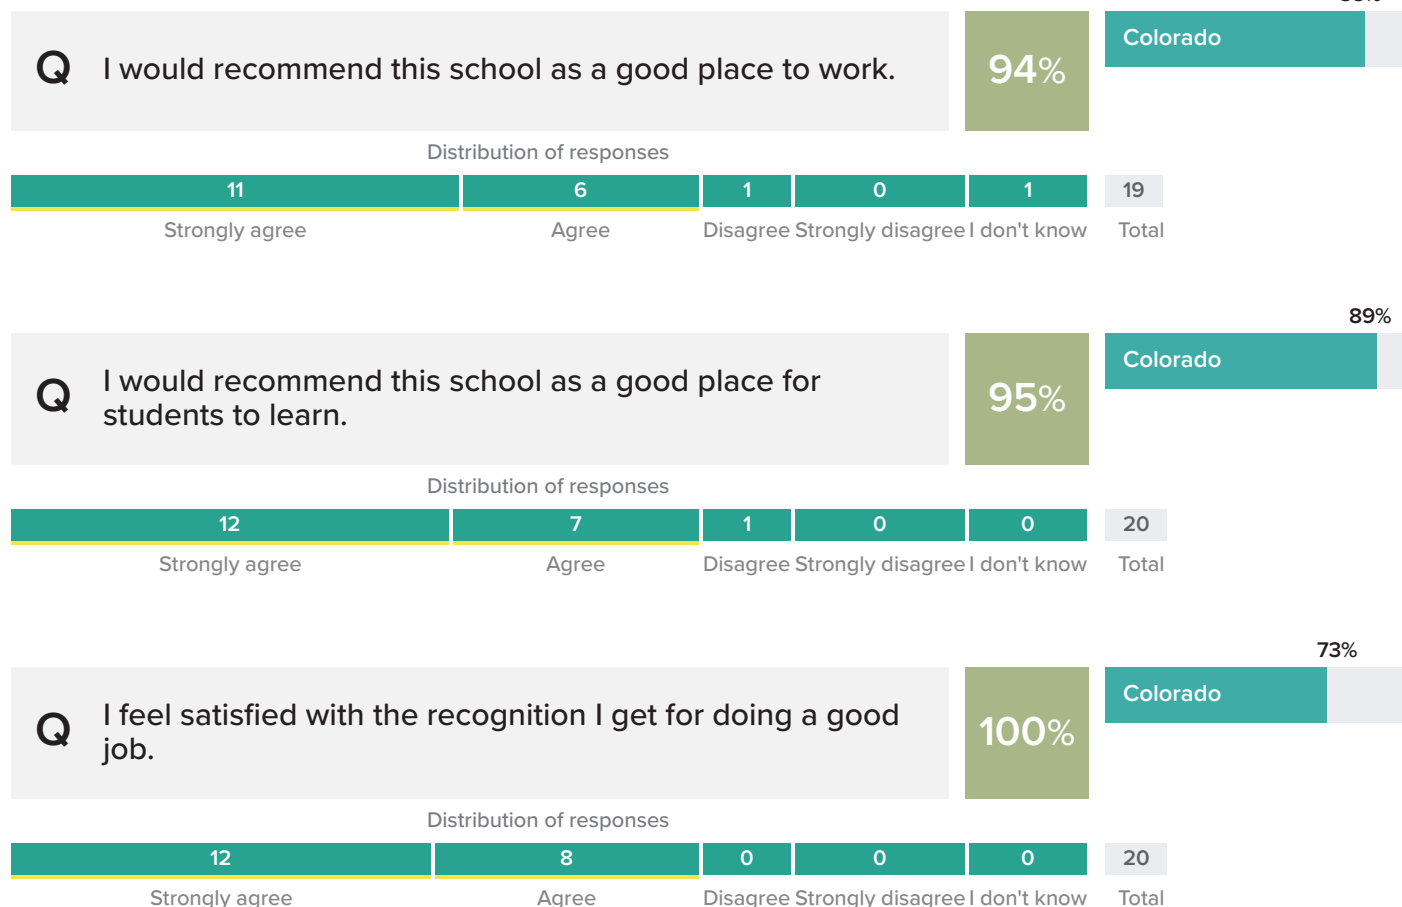 Q I would recommend this school as a good place to work.
94%
Colorado
Distribution of responses
11 6 1 0 1 19
Strongly agree Agree Disagree Strongly disagree I don't know Total
89%
Q I would recommend this school as a good place for
students to learn.
95%
Colorado
Distribution of responses
12 7 1 0 0 20
Strongly agree Agree Disagree Strongly disagree I don't know Total
73%
Q I feel satisfied with the recognition I get for doing a good
job.
100%
Colorado
Distribution of responses
12 8 0 0 0 20
Strongly agree Agree Disagree Strongly disagree I don't know Total